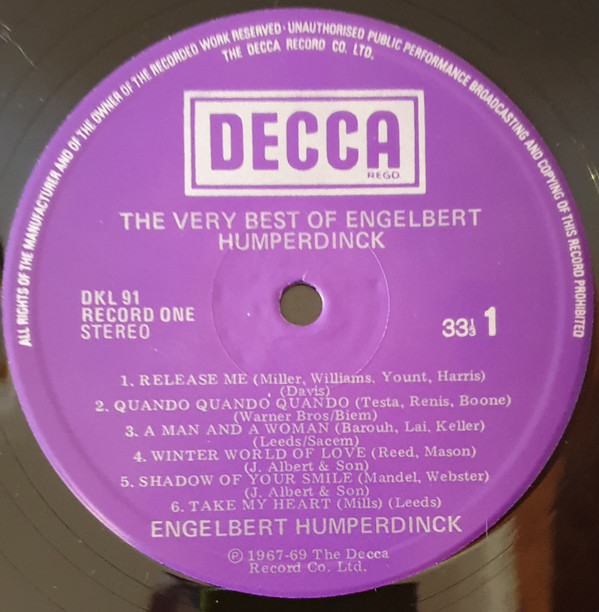 ALL RIGHTS OF THE MANUFACTURER AND OF THE OWNER OF THE RECORDED WORK RESERVED · UNAUTHORISED PUBLIC PERFORMANCE BROADCASTING AND COPYING OF THIS RECORD PROHIBITED
THE DECCA RECORD CO. LTD.
DECCA
REGD.
THE VERY BEST OF ENGELBERT
HUMPERDINCK
DKL 91
RECORD ONE
STEREO
33⅓ 1
1. RELEASE ME (Miller, Williams, Yount, Harris)
(Davis)
2. QUANDO QUANDO QUANDO (Testa, Renis, Boone)
(Warner Bros/Biem)
3. A MAN AND A WOMAN (Barouh, Lai, Keller)
(Leeds/Sacem)
4. WINTER WORLD OF LOVE (Reed, Mason)
(J. Albert & Son)
5. SHADOW OF YOUR SMILE (Mandel, Webster)
(J. Albert & Son)
6. TAKE MY HEART (Mills) (Leeds)
ENGELBERT HUMPERDINCK
℗ 1967-69 The Decca
Record Co. Ltd.